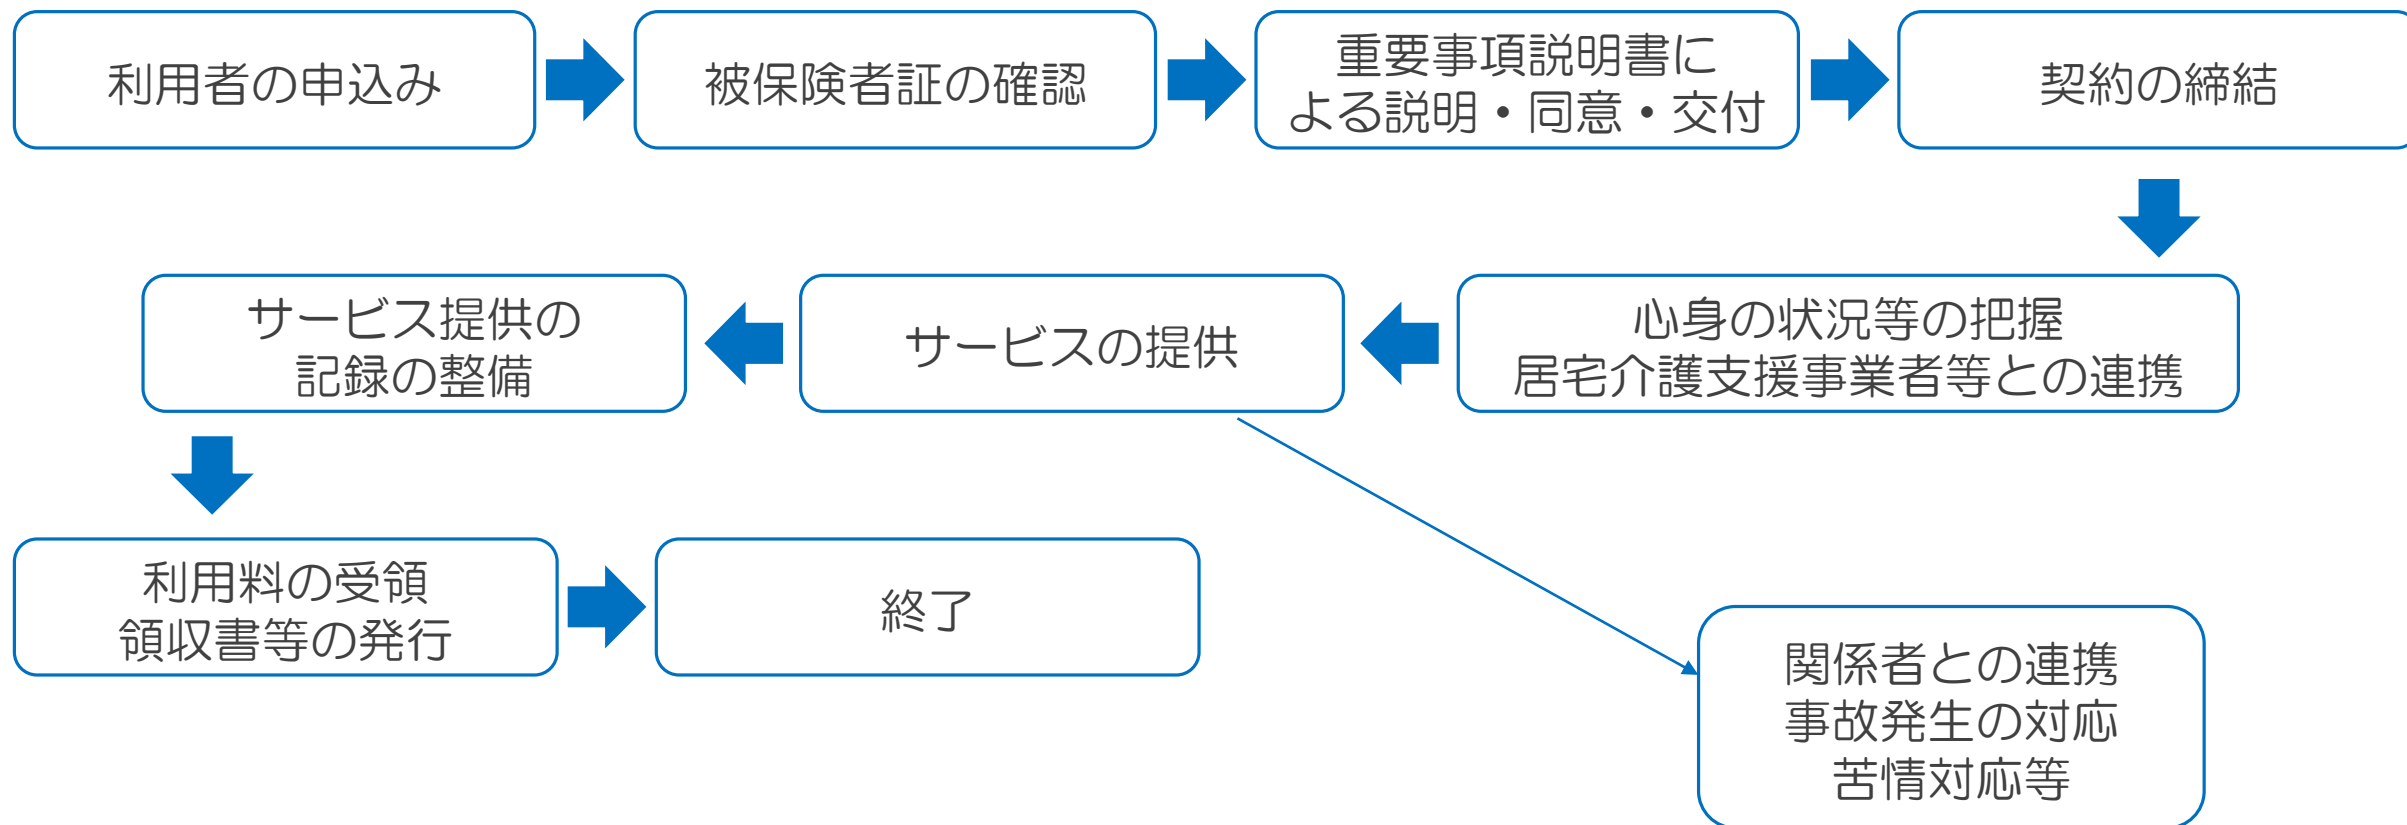 利用者の申込み
被保険者証の確認
重要事項説明書に
よる説明・同意・交付
契約の締結
心身の状況等の把握
居宅介護支援事業者等との連携
サービスの提供
サービス提供の
記録の整備
利用料の受領
領収書等の発行
終了
関係者との連携
事故発生の対応
苦情対応等